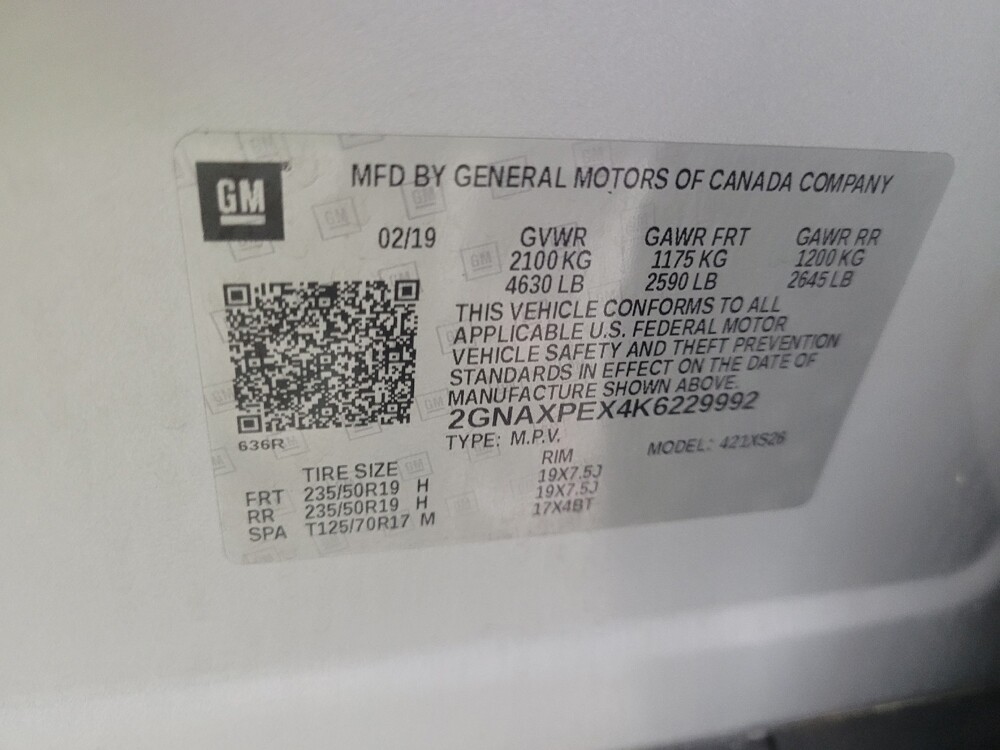 GM
MFD BY GENERAL MOTORS OF CANADA COMPANY
02/19 GVWR GAWR FRT GAWR RR
2100 KG 1175 KG 1200 KG
4630 LB 2590 LB 2645 LB
THIS VEHICLE CONFORMS TO ALL
APPLICABLE U.S. FEDERAL MOTOR
VEHICLE SAFETY AND THEFT PREVENTION
STANDARDS IN EFFECT ON THE DATE OF
MANUFACTURE SHOWN ABOVE.
2GNAXPEX4K6229992
636R TYPE: M.P.V. MODEL: 421XS26
TIRE SIZE RIM
FRT 235/50R19 H 19X7.5J
RR 235/50R19 H 19X7.5J
SPA T125/70R17 M 17X4BT